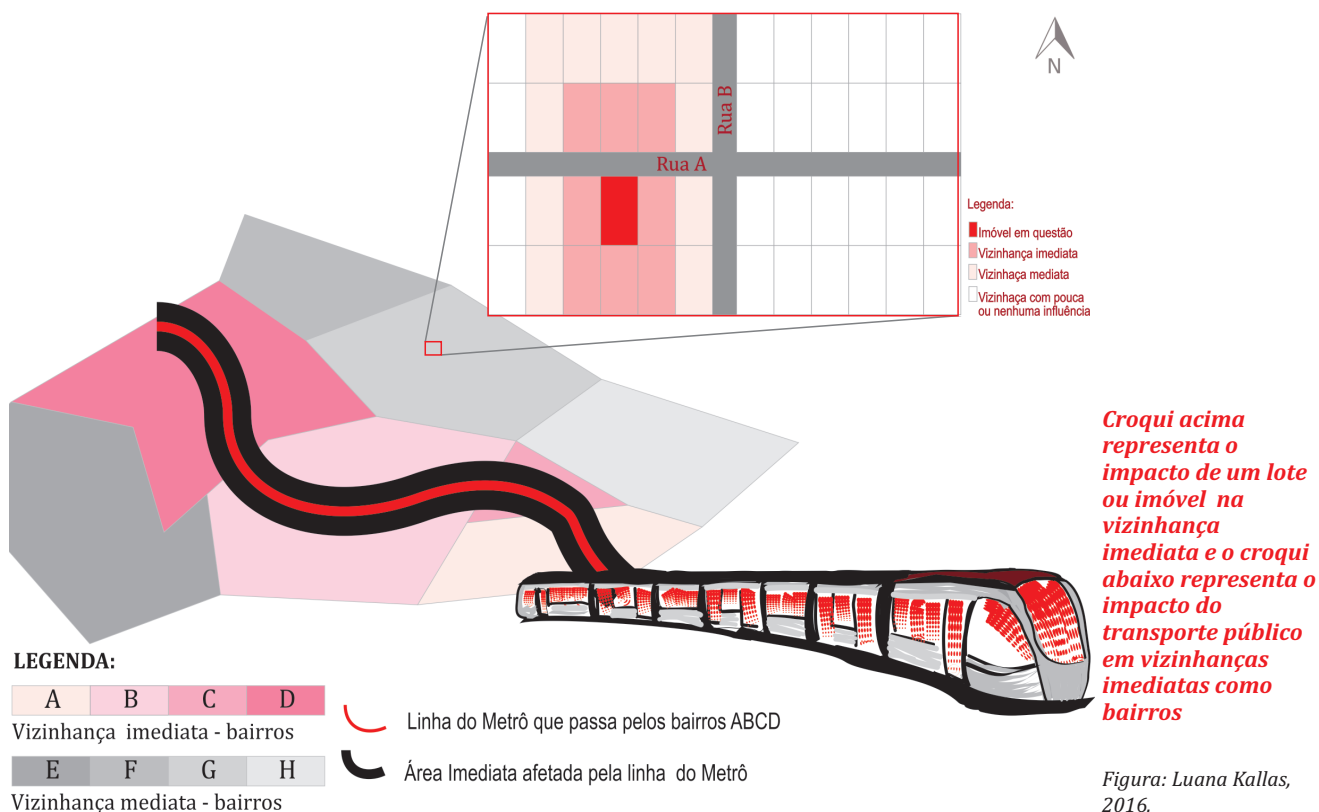 Rua B
Rua A
N
Legenda:
Imóvel em questão
Vizinhança imediata
Vizinhaça mediata
Vizinhaça com pouca
ou nenhuma influência
Croqui acima
representa o
impacto de um lote
ou imóvel na
vizinhança
imediata e o croqui
abaixo representa o
impacto do
transporte público
em vizinhanças
imediatas como
bairros
Figura: Luana Kallas,
2016.
LEGENDA:
A B C D
Vizinhança imediata - bairros
E F G H
Vizinhança mediata - bairros
Linha do Metrô que passa pelos bairros ABCD
Área Imediata afetada pela linha do Metrô